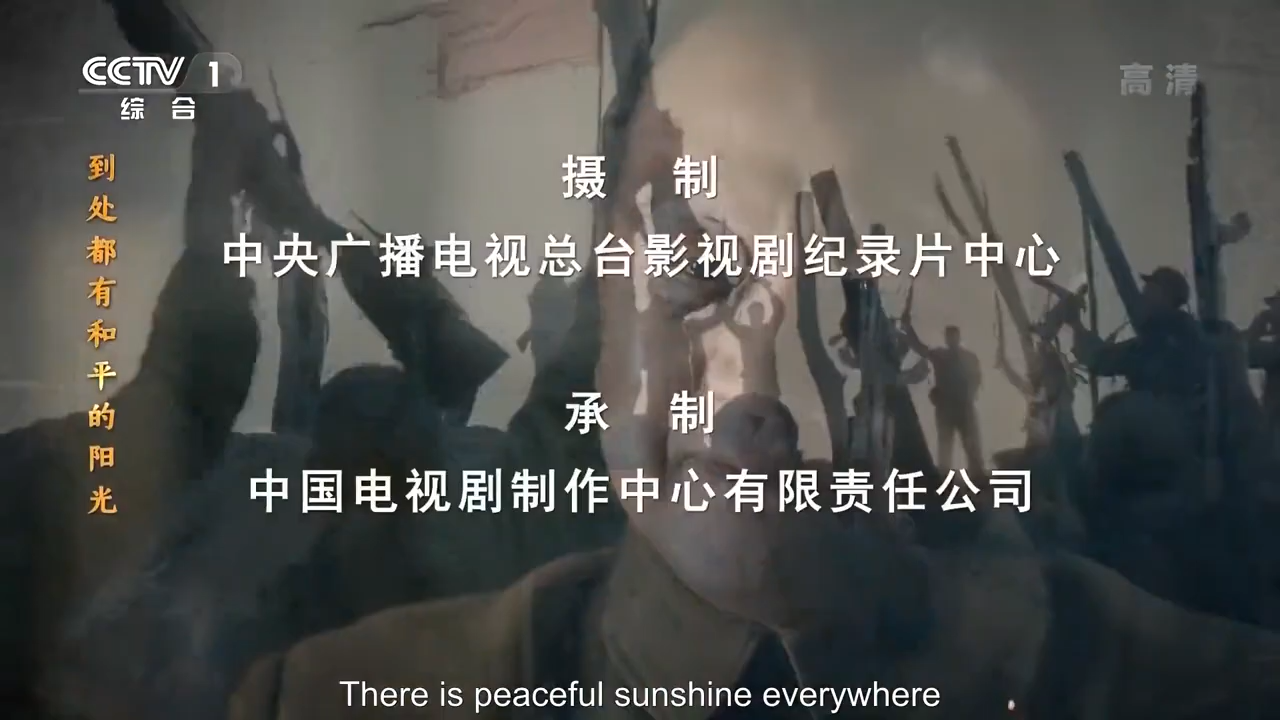 CCTV 1
综合
高清
到处都有和平的阳光
摄制
中央广播电视总台影视剧纪录片中心
承制
中国电视剧制作中心有限责任公司
There is peaceful sunshine everywhere